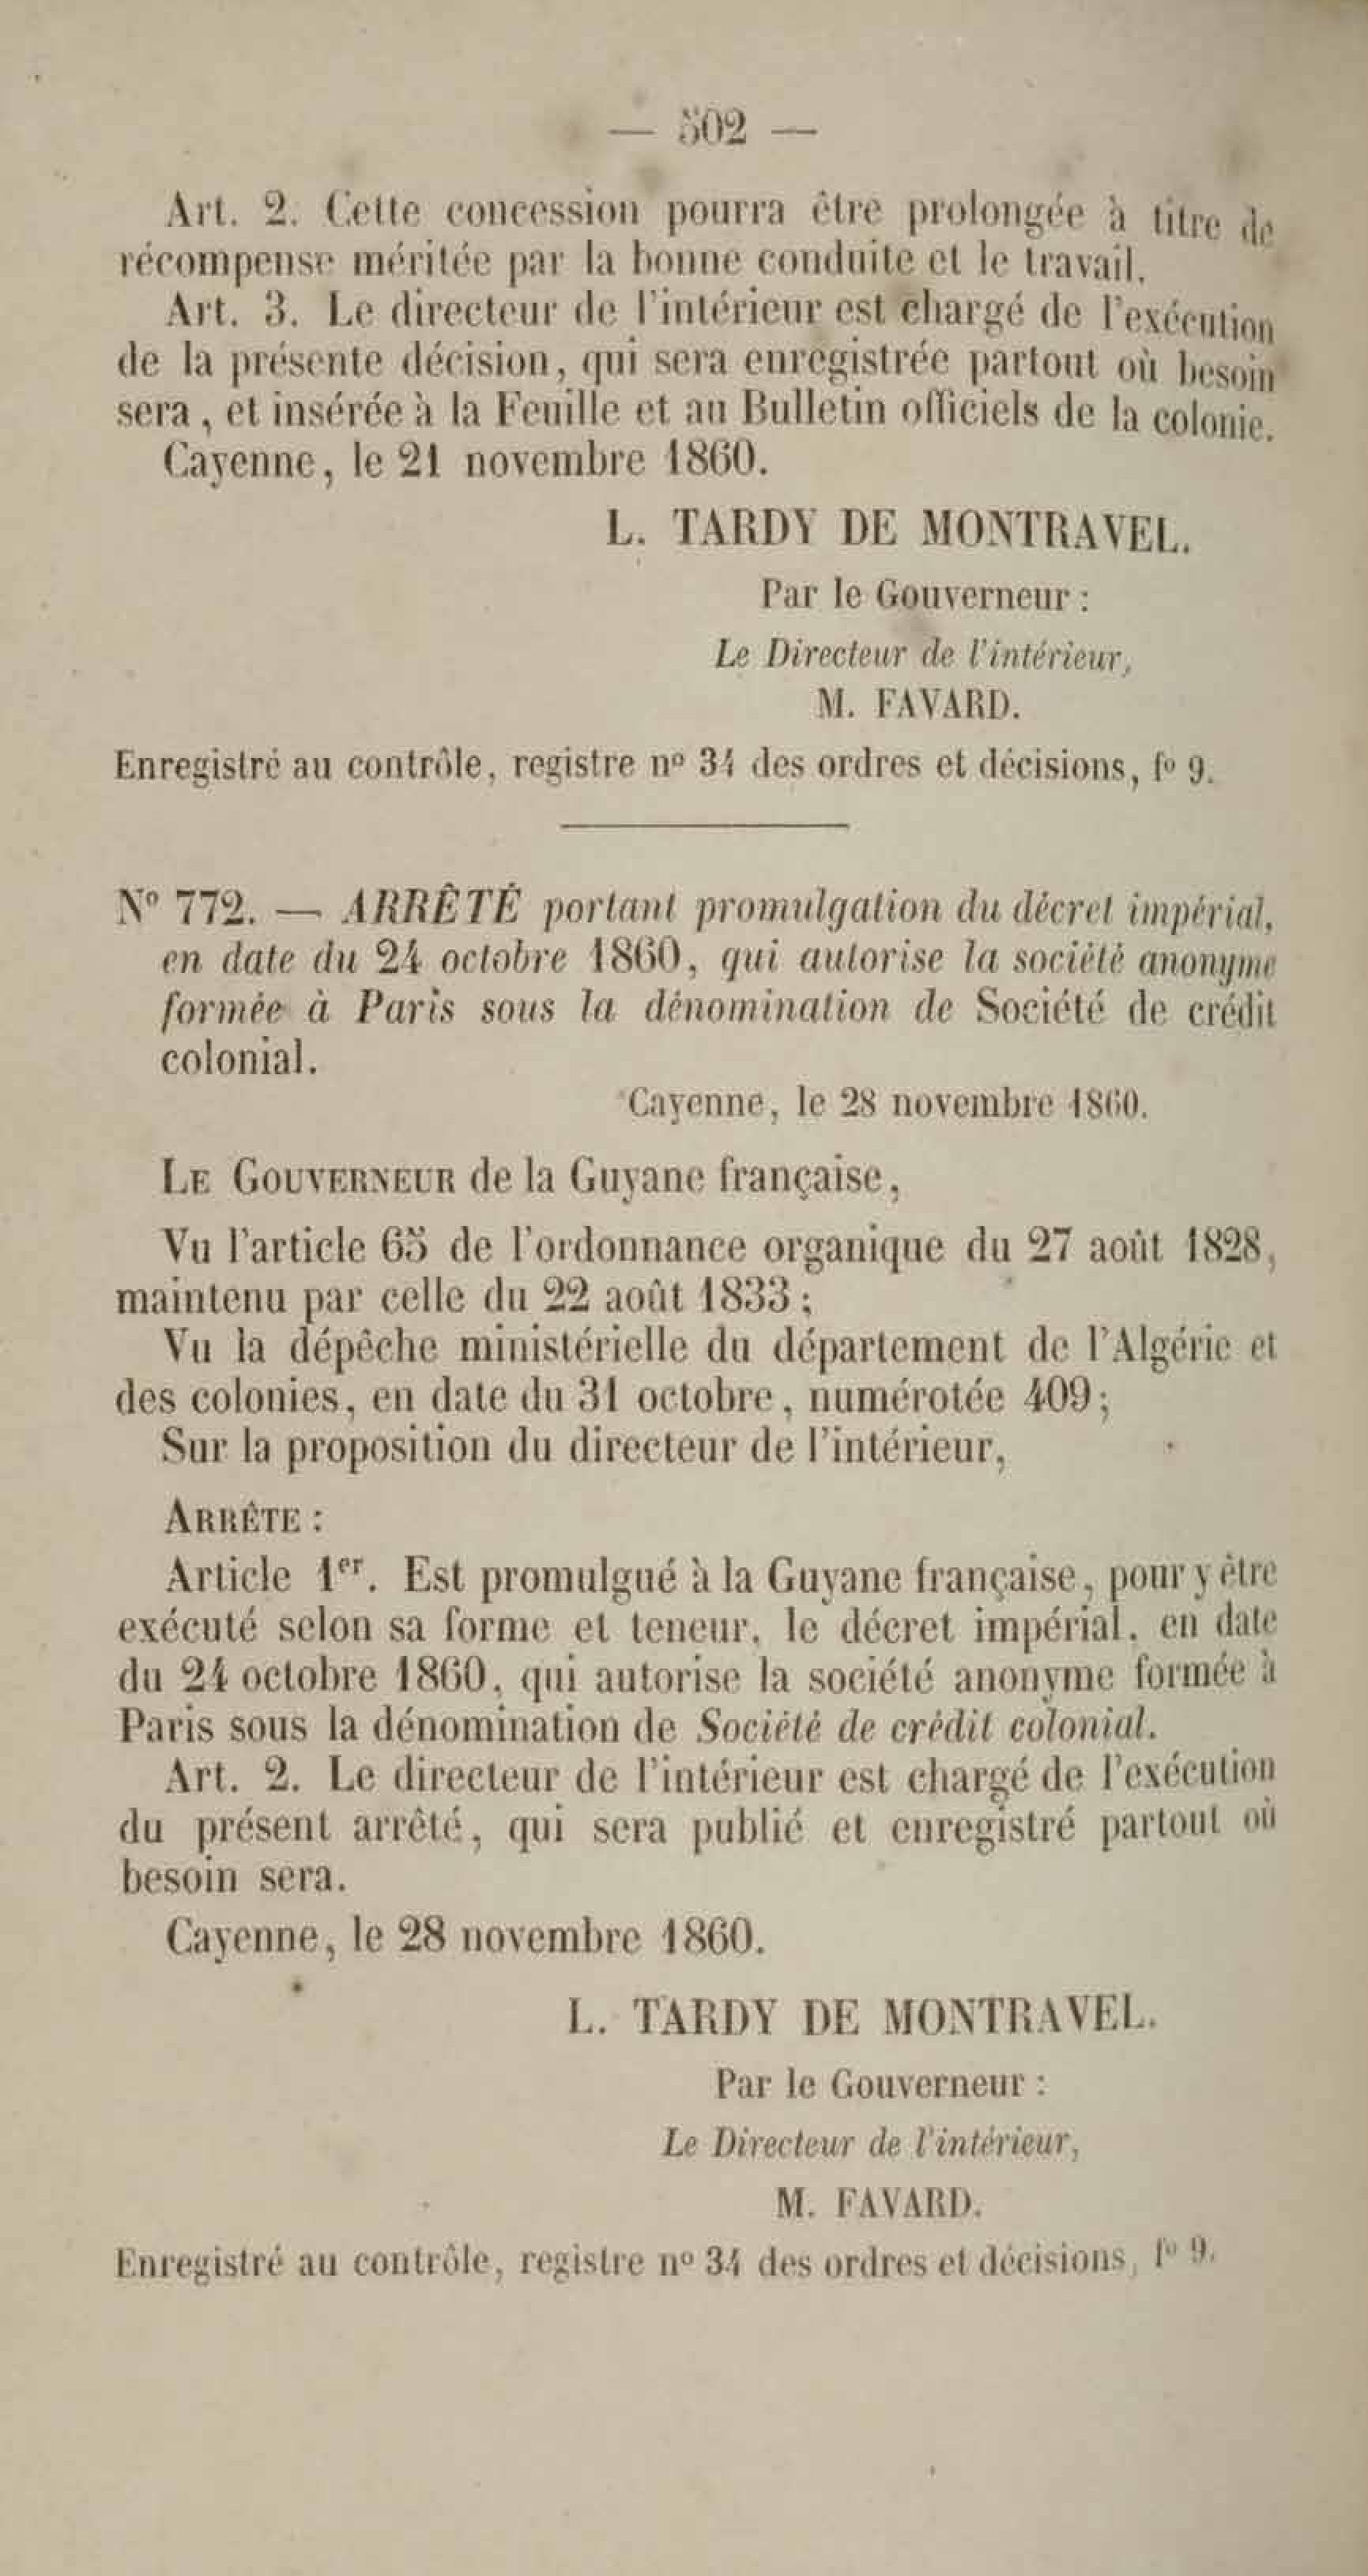 — 502 —
Art. 2. Cette concession pourra être prolongée à titre de
récompense méritée par la bonne conduite et le travail.
Art. 3. Le directeur de l'intérieur est chargé de l'exécution
de la présente décision, qui sera enregistrée partout où besoin
sera, et insérée à la Feuille et au Bulletin officiels de la colonie.
Cayenne, le 21 novembre 1860.
L. TARDY DE MONTRAVEL.
Par le Gouverneur :
Le Directeur de l'intérieur,
M. FAVARD.
Enregistré au contrôle, registre nº 34 des ordres et décisions, fº 9.
Nº 772. — ARRÊTÉ portant promulgation du décret impérial,
en date du 24 octobre 1860, qui autorise la société anonyme
formée à Paris sous la dénomination de Société de crédit
colonial.
Cayenne, le 28 novembre 1860.
LE GOUVERNEUR de la Guyane française,
Vu l'article 65 de l'ordonnance organique du 27 août 1828,
maintenu par celle du 22 août 1833 ;
Vu la dépêche ministérielle du département de l'Algérie et
des colonies, en date du 31 octobre, numérotée 409 ;
Sur la proposition du directeur de l'intérieur,
ARRÊTE :
Article 1er. Est promulgué à la Guyane française, pour y être
exécuté selon sa forme et teneur, le décret impérial, en date
du 24 octobre 1860, qui autorise la société anonyme formée à
Paris sous la dénomination de Société de crédit colonial.
Art. 2. Le directeur de l'intérieur est chargé de l'exécution
du présent arrêté, qui sera publié et enregistré partout où
besoin sera.
Cayenne, le 28 novembre 1860.
L. TARDY DE MONTRAVEL.
Par le Gouverneur :
Le Directeur de l'intérieur,
M. FAVARD.
Enregistré au contrôle, registre nº 34 des ordres et décisions, fº 9.